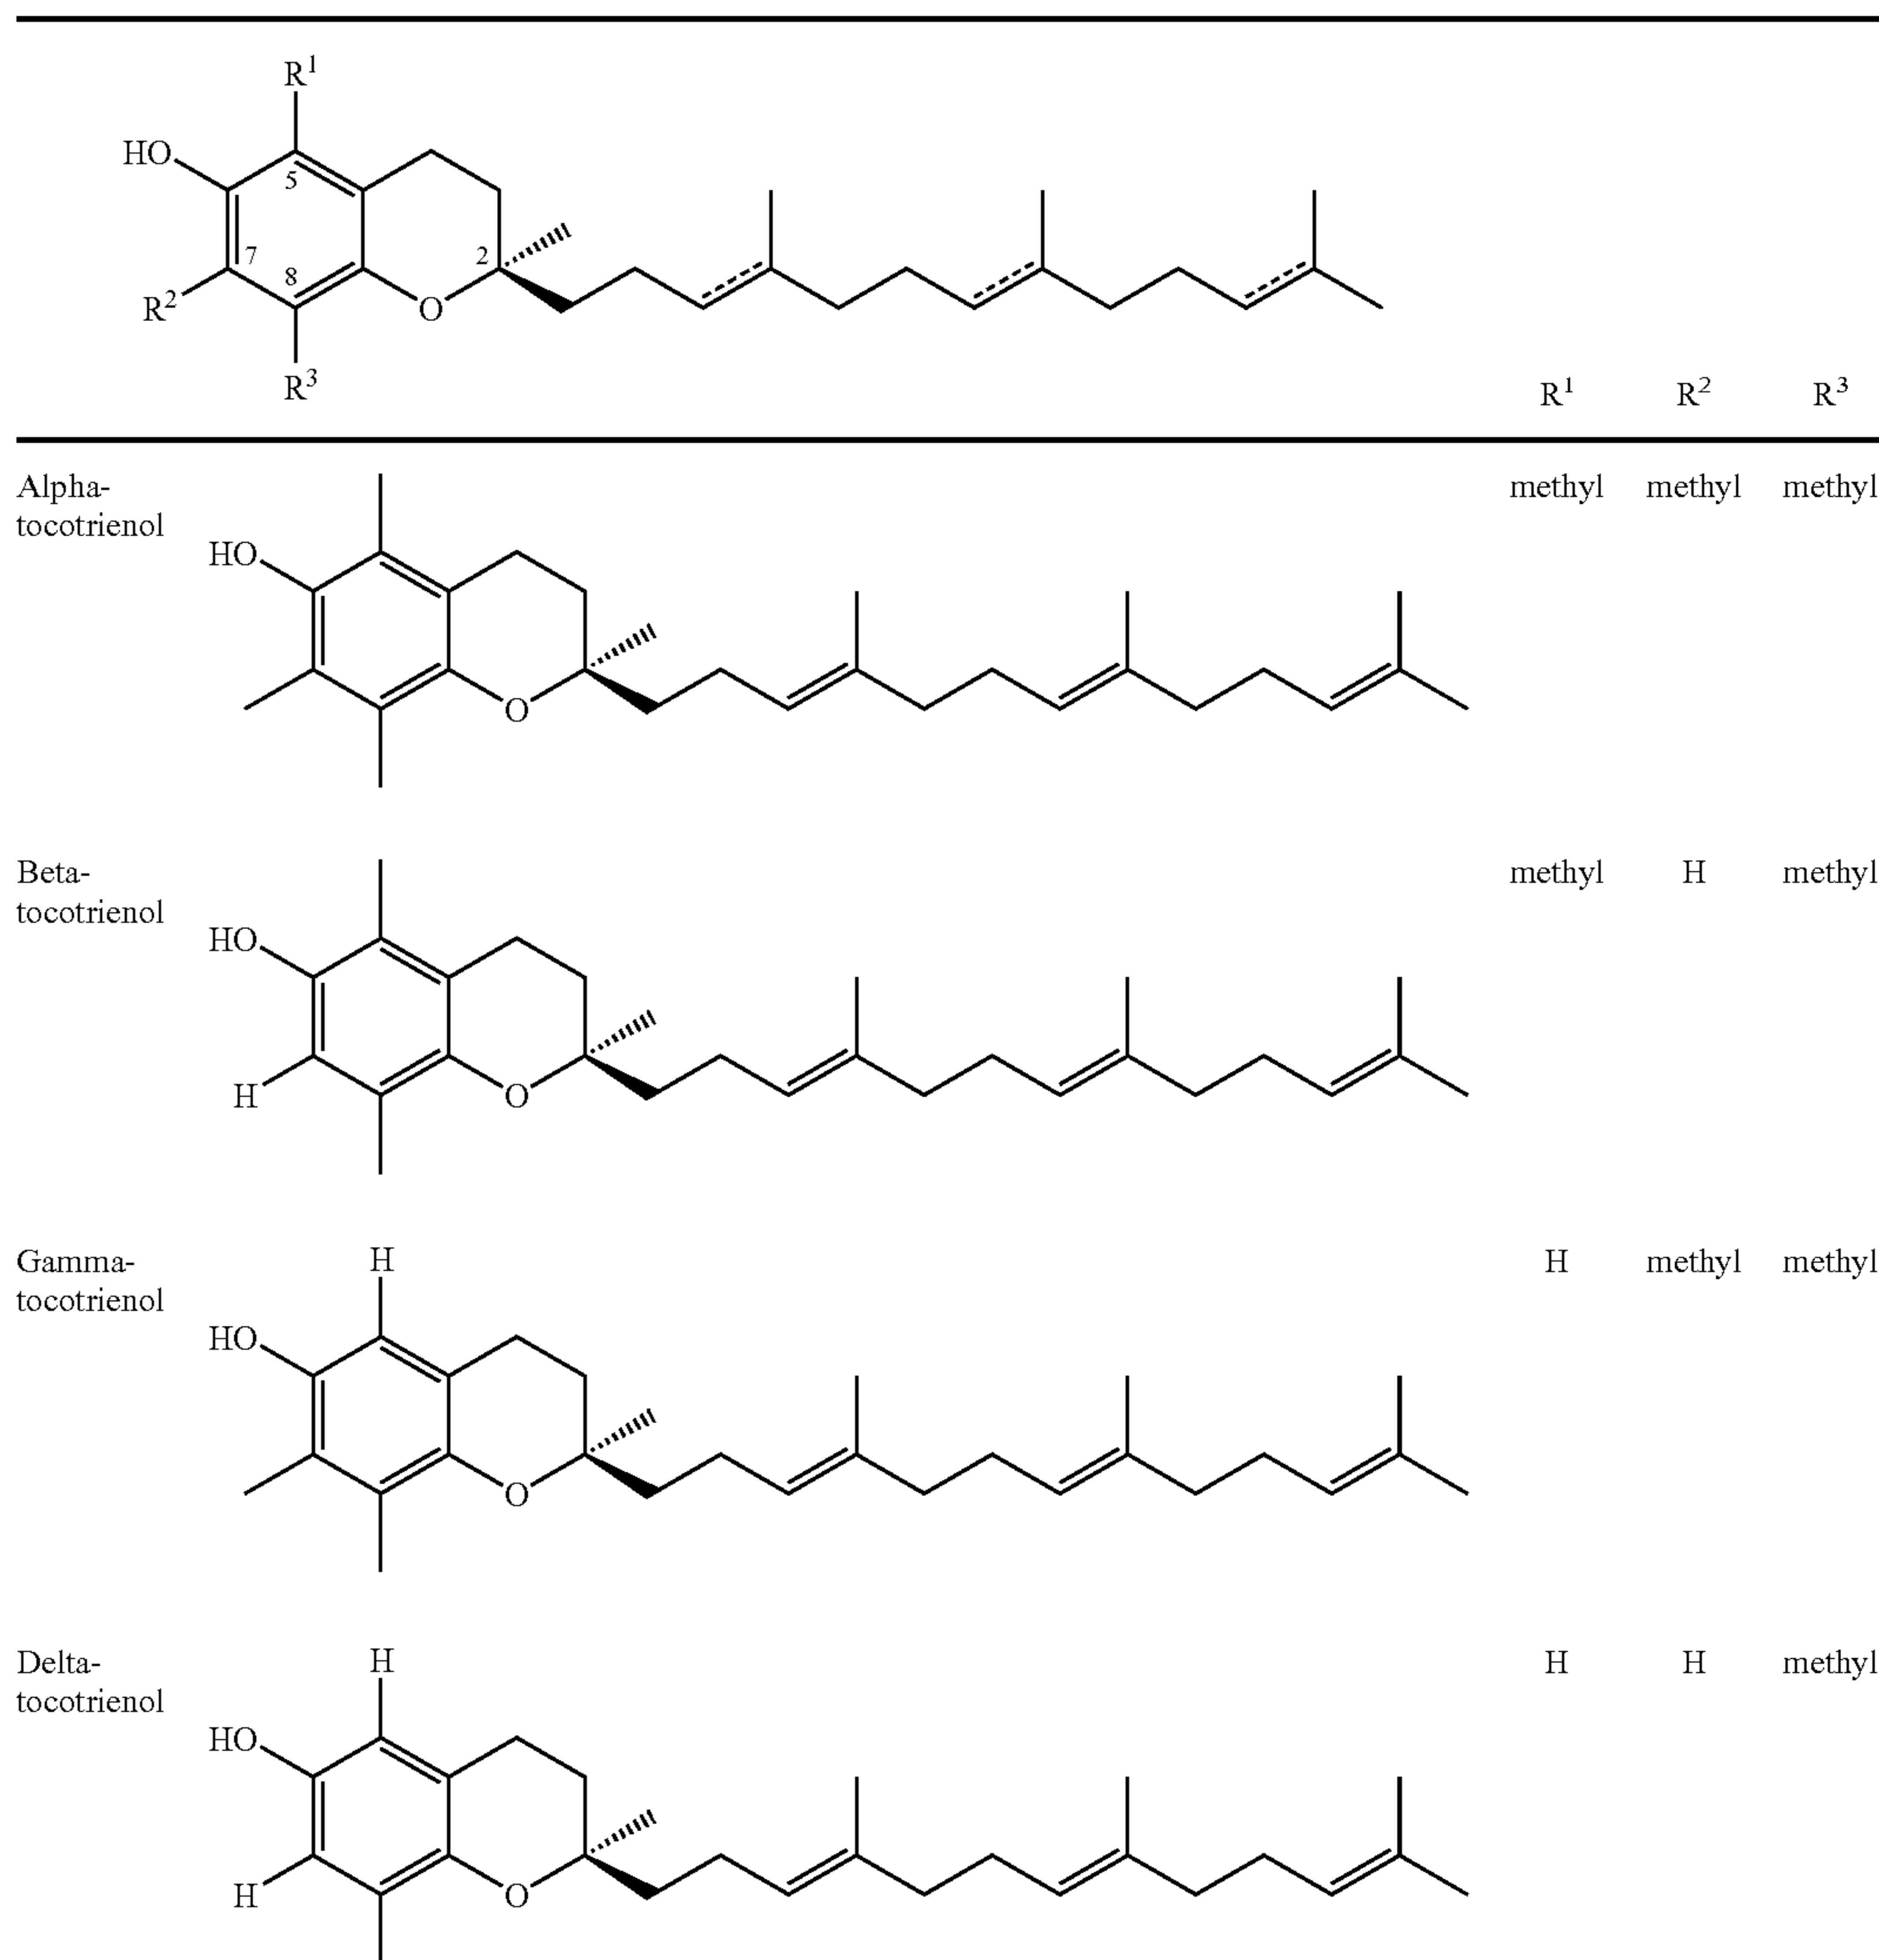 R¹
HO
5
2
7
8
R²
O
R³
R¹ R² R³
Alpha- methyl methyl methyl
tocotrienol
HO
O
Beta- methyl H methyl
tocotrienol
HO
H
O
Gamma- H methyl methyl
tocotrienol
H
HO
O
Delta- H H methyl
tocotrienol
H
HO
H
O